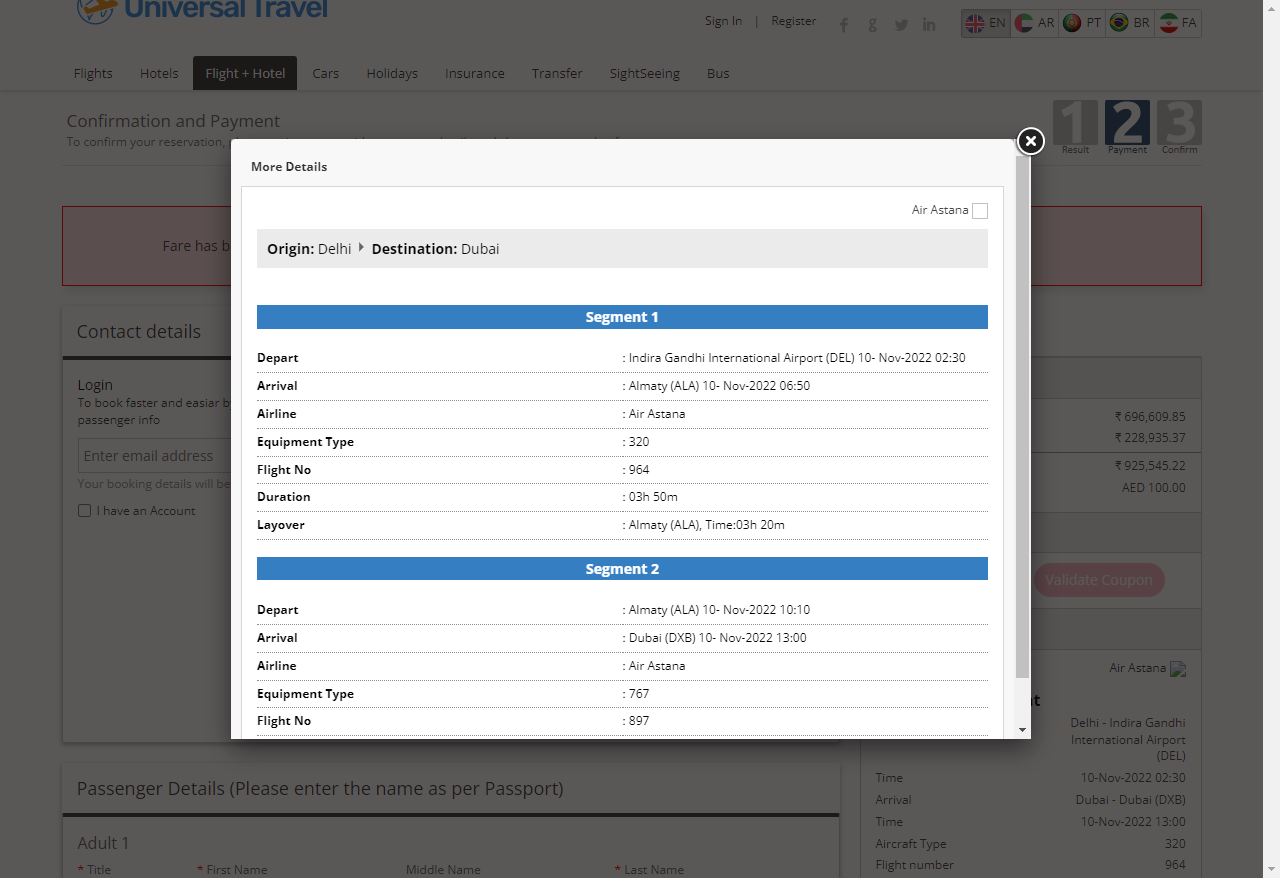 Universal Travel
Sign In | Register
EN AR PT BR FA
Flights Hotels Flight + Hotel Cars Holidays Insurance Transfer SightSeeing Bus
Confirmation and Payment
To confirm your reservation,
1 2 3
Result Payment Confirm
More Details
Air Astana
Origin: Delhi Destination: Dubai
Segment 1
Depart : Indira Gandhi International Airport (DEL) 10- Nov-2022 02:30
Arrival : Almaty (ALA) 10- Nov-2022 06:50
Airline : Air Astana
Equipment Type : 320
Flight No : 964
Duration : 03h 50m
Layover : Almaty (ALA), Time:03h 20m
Segment 2
Depart : Almaty (ALA) 10- Nov-2022 10:10
Arrival : Dubai (DXB) 10- Nov-2022 13:00
Airline : Air Astana
Equipment Type : 767
Flight No : 897
Fare has b
Contact details
Login
To book faster and easiar b
passenger info
Enter email address
Your booking details will be
I have an Account
₹ 696,609.85
₹ 228,935.37
₹ 925,545.22
AED 100.00
Validate Coupon
Air Astana
Delhi - Indira Gandhi
International Airport
(DEL)
Time 10-Nov-2022 02:30
Arrival Dubai - Dubai (DXB)
Time 10-Nov-2022 13:00
Aircraft Type 320
Flight number 964
Passenger Details (Please enter the name as per Passport)
Adult 1
* Title * First Name Middle Name * Last Name